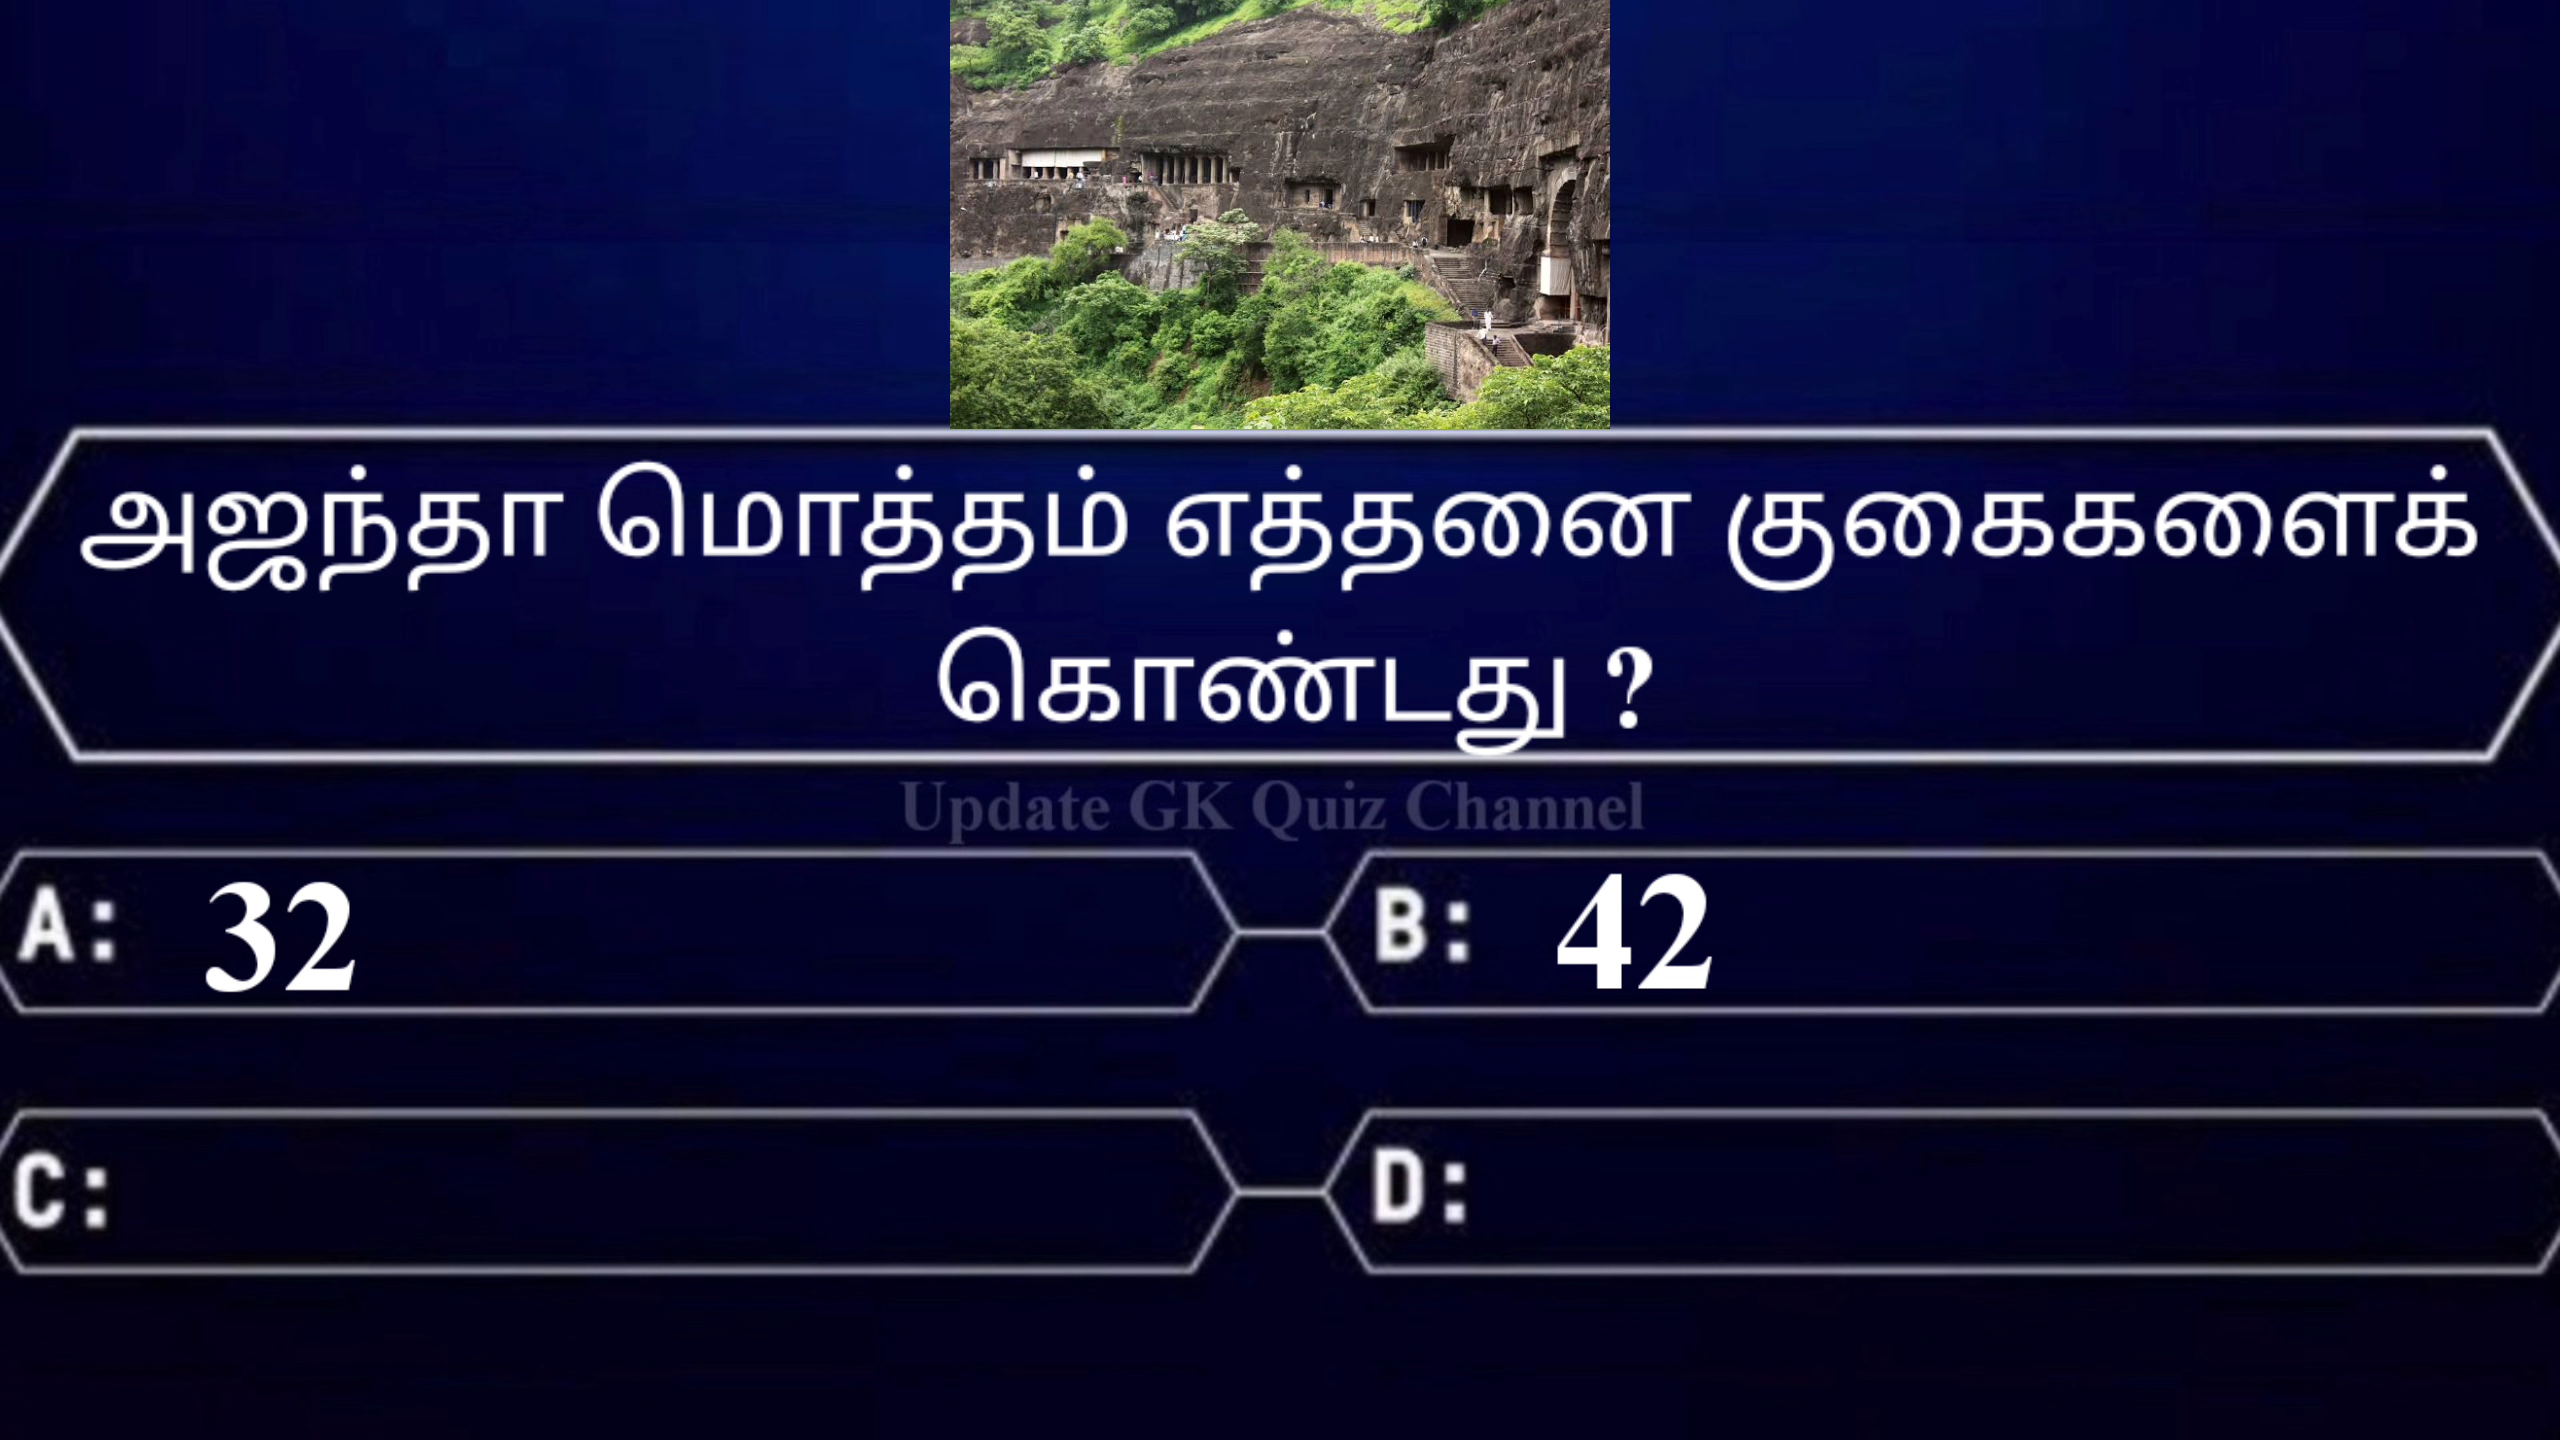 அஜந்தா மொத்தம் எத்தனை குகைகளைக்
கொண்டது ?
Update GK Quiz Channel
A: 32
B: 42
C:
D: